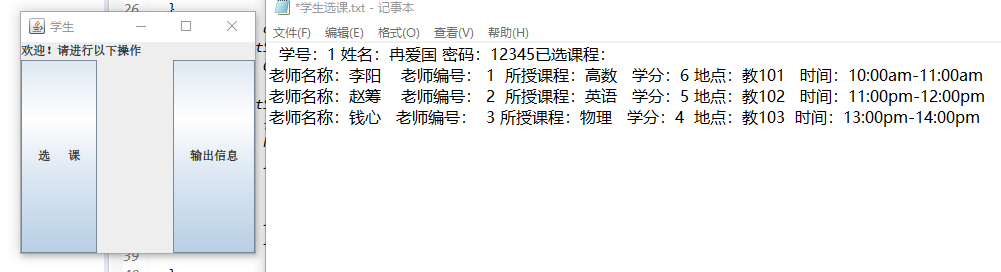 学生
欢迎！请进行以下操作
选 课
输出信息
26
39
*学生选课.txt - 记事本
文件(F) 编辑(E) 格式(O) 查看(V) 帮助(H)
学号：1 姓名：冉爱国 密码：12345已选课程：
老师名称：李阳 老师编号： 1 所授课程：高数 学分：6 地点：教101 时间：10:00am-11:00am
老师名称：赵筹 老师编号： 2 所授课程：英语 学分：5 地点：教102 时间：11:00pm-12:00pm
老师名称：钱心 老师编号： 3 所授课程：物理 学分：4 地点：教103 时间：13:00pm-14:00pm